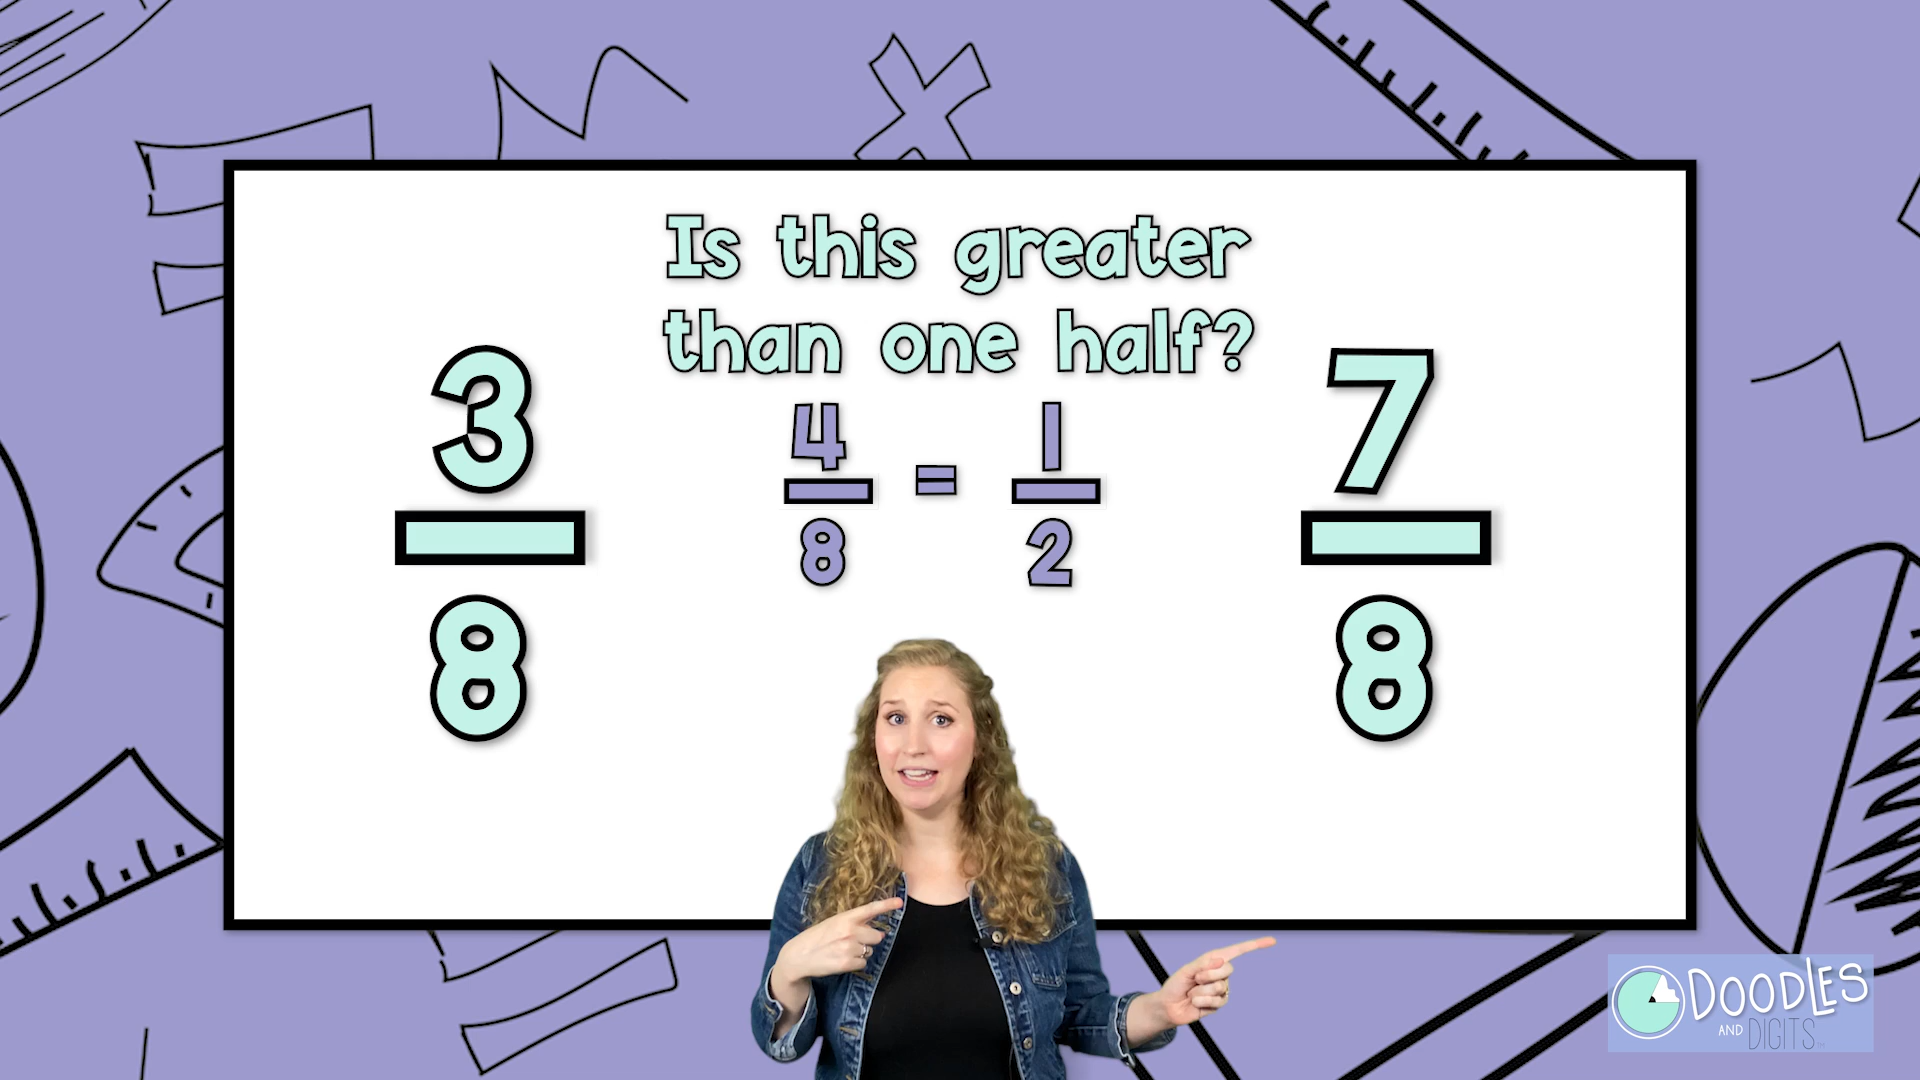 Is this greater
than one half?
3
8
4
8
=
1
2
7
8
DOODLES
AND DIGITS